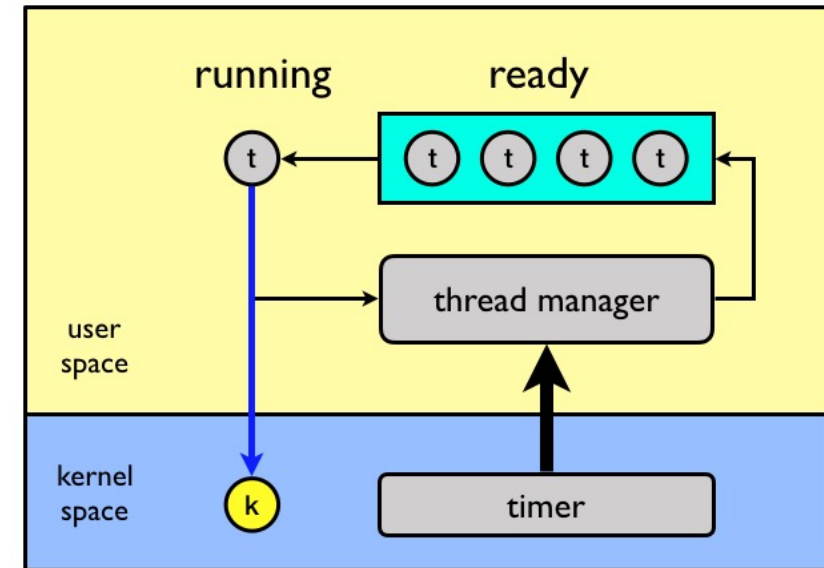 running
ready
t
t
t
t
t
thread manager
user
space
kernel
space
k
timer